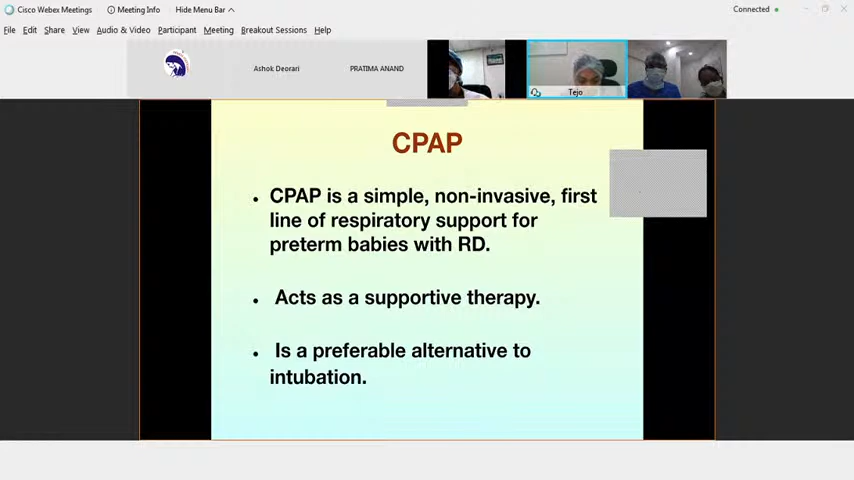 Cisco Webex Meetings
Meeting Info
Hide Menu Bar
Connected
File Edit Share View Audio & Video Participant Meeting Breakout Sessions Help
Ashok Deorari
PRATIMA ANAND
Tejo
CPAP
• CPAP is a simple, non-invasive, first
line of respiratory support for
preterm babies with RD.
• Acts as a supportive therapy.
• Is a preferable alternative to
intubation.